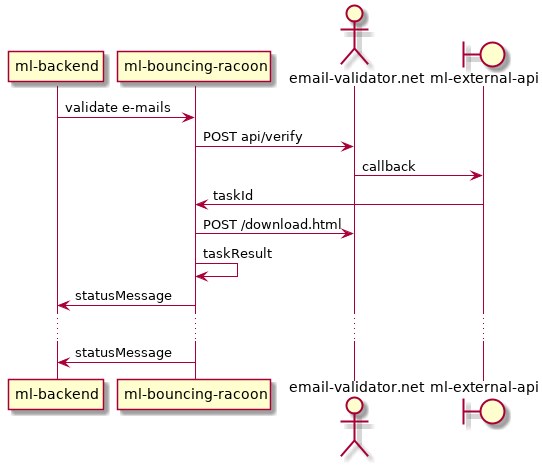 ml-backend
ml-bouncing-racoon
email-validator.net
ml-external-api
validate e-mails
POST api/verify
callback
taskId
POST /download.html
taskResult
statusMessage
statusMessage
ml-backend
ml-bouncing-racoon
email-validator.net
ml-external-api